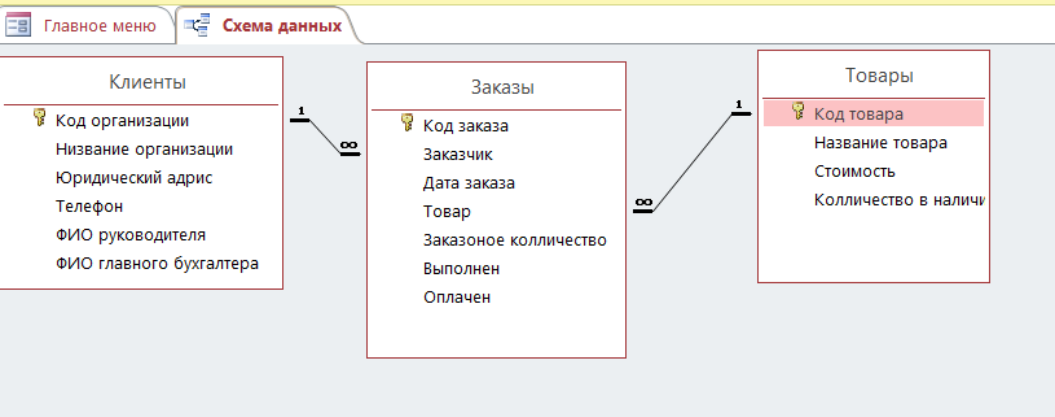 Главное меню
Схема данных
Клиенты
Код организации
Низвание организации
Юридический адрис
Телефон
ФИО руководителя
ФИО главного бухгалтера
1
∞
Заказы
Код заказа
Заказчик
Дата заказа
Товар
Заказоное колличество
Выполнен
Оплачен
∞
1
Товары
Код товара
Название товара
Стоимость
Колличество в наличи